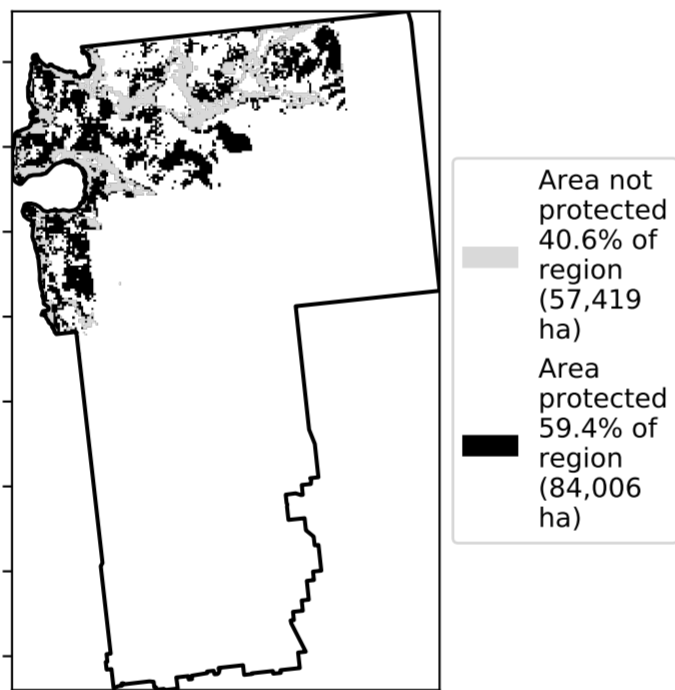 Area not
protected
40.6% of
region
(57,419
ha)
Area
protected
59.4% of
region
(84,006
ha)